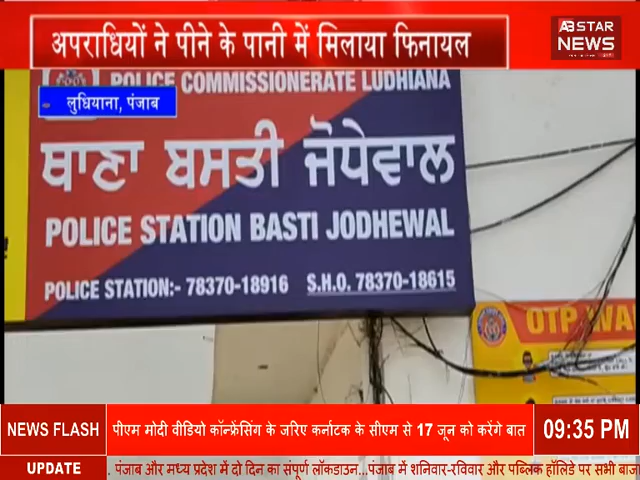 अपराधियों ने पीने के पानी में मिलाया फिनायल
AB STAR
NEWS
POLICE COMMISSIONERATE LUDHIANA
लुधियाना, पंजाब
ਥਾਣਾ ਬਸਤੀ ਜੋਧੇਵਾਲ
POLICE STATION BASTI JODHEWAL
POLICE STATION:- 78370-18916 S.H.O. 78370-18615
OTP WA
NEWS FLASH
पीएम मोदी वीडियो कॉन्फ्रेंसिंग के जरिए कर्नाटक के सीएम से 17 जून को करेंगे बात
09:35 PM
UPDATE
. पंजाब और मध्य प्रदेश में दो दिन का संपूर्ण लॉकडाउन...पंजाब में शनिवार-रविवार और पब्लिक हॉलिडे पर सभी बाज